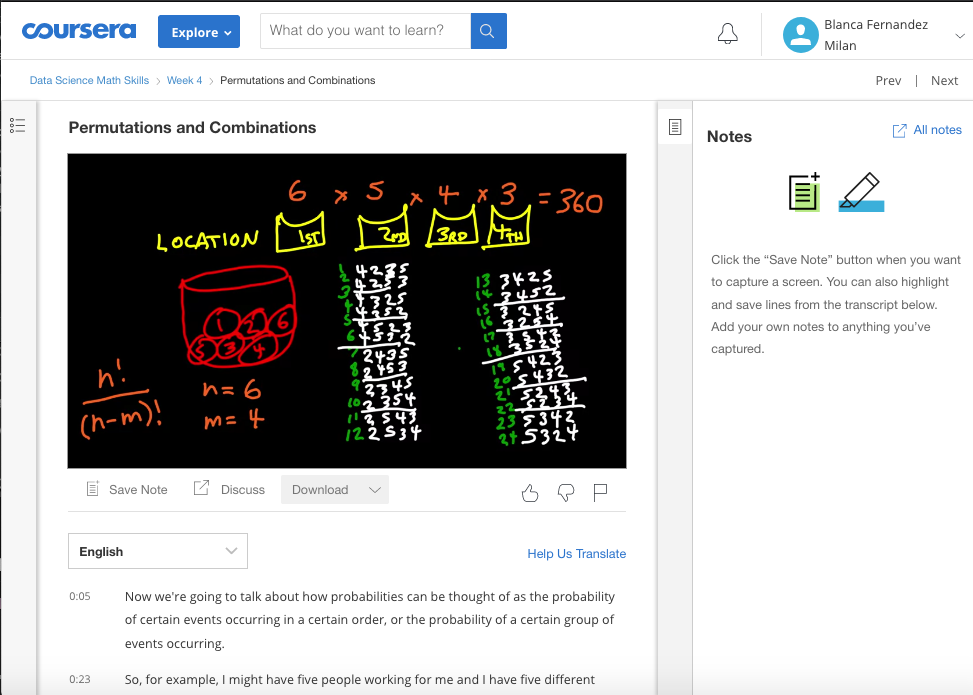 coursera
Explore
What do you want to learn?
Blanca Fernandez
Milan
Data Science Math Skills > Week 4 > Permutations and Combinations
Prev | Next
Permutations and Combinations
6 × 5 × 4 × 3 = 360
LOCATION 1ST 2ND 3RD 4TH
1 4235
2 4253
3 4325
4 4352
5 4523
6 4532
7 2435
8 2453
9 2345
10 2354
11 2543
12 2534
13 3425
14 3452
15 3245
16 3254
17
18 3524
19 5423
20 5432
21 5243
22 5234
23 5342
24 5324
1 2 6
5 3 4
n!
(n-m)!
n = 6
m = 4
Save Note
Discuss
Download
English
Help Us Translate
0:05 Now we're going to talk about how probabilities can be thought of as the probability
of certain events occurring in a certain order, or the probability of a certain group of
events occurring.
0:23 So, for example, I might have five people working for me and I have five different
Notes
All notes
Click the “Save Note” button when you want
to capture a screen. You can also highlight
and save lines from the transcript below.
Add your own notes to anything you’ve
captured.